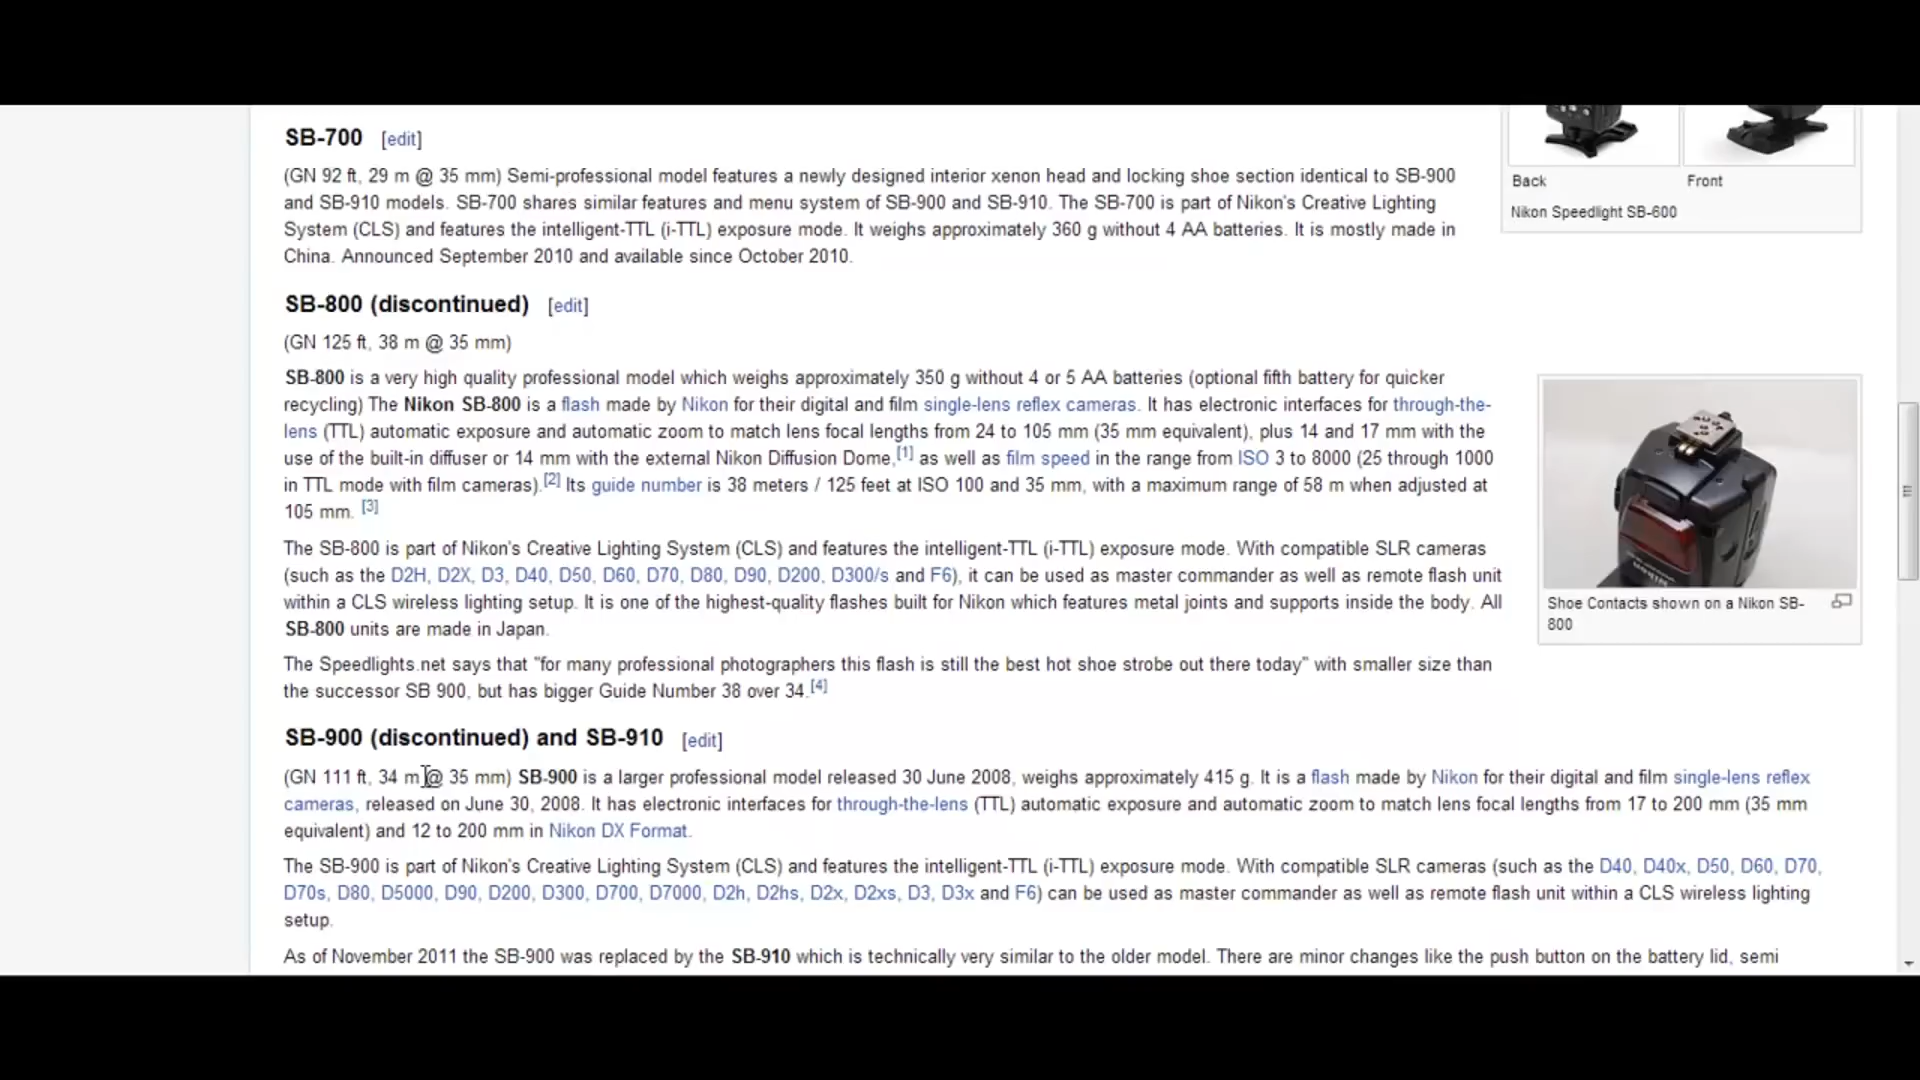 SB-700 [edit]
(GN 92 ft, 29 m @ 35 mm) Semi-professional model features a newly designed interior xenon head and locking shoe section identical to SB-900
and SB-910 models. SB-700 shares similar features and menu system of SB-900 and SB-910. The SB-700 is part of Nikon's Creative Lighting
System (CLS) and features the intelligent-TTL (i-TTL) exposure mode. It weighs approximately 360 g without 4 AA batteries. It is mostly made in
China. Announced September 2010 and available since October 2010.
Back Front
Nikon Speedlight SB-600
SB-800 (discontinued) [edit]
(GN 125 ft, 38 m @ 35 mm)
SB-800 is a very high quality professional model which weighs approximately 350 g without 4 or 5 AA batteries (optional fifth battery for quicker
recycling) The Nikon SB-800 is a flash made by Nikon for their digital and film single-lens reflex cameras. It has electronic interfaces for through-the-
lens (TTL) automatic exposure and automatic zoom to match lens focal lengths from 24 to 105 mm (35 mm equivalent), plus 14 and 17 mm with the
use of the built-in diffuser or 14 mm with the external Nikon Diffusion Dome,[1] as well as film speed in the range from ISO 3 to 8000 (25 through 1000
in TTL mode with film cameras).[2] Its guide number is 38 meters / 125 feet at ISO 100 and 35 mm, with a maximum range of 58 m when adjusted at
105 mm. [3]
The SB-800 is part of Nikon's Creative Lighting System (CLS) and features the intelligent-TTL (i-TTL) exposure mode. With compatible SLR cameras
(such as the D2H, D2X, D3, D40, D50, D60, D70, D80, D90, D200, D300/s and F6), it can be used as master commander as well as remote flash unit
within a CLS wireless lighting setup. It is one of the highest-quality flashes built for Nikon which features metal joints and supports inside the body. All
SB-800 units are made in Japan.
Shoe Contacts shown on a Nikon SB-
800
The Speedlights.net says that "for many professional photographers this flash is still the best hot shoe strobe out there today" with smaller size than
the successor SB 900, but has bigger Guide Number 38 over 34.[4]
SB-900 (discontinued) and SB-910 [edit]
(GN 111 ft, 34 m @ 35 mm) SB-900 is a larger professional model released 30 June 2008, weighs approximately 415 g. It is a flash made by Nikon for their digital and film single-lens reflex
cameras, released on June 30, 2008. It has electronic interfaces for through-the-lens (TTL) automatic exposure and automatic zoom to match lens focal lengths from 17 to 200 mm (35 mm
equivalent) and 12 to 200 mm in Nikon DX Format.
The SB-900 is part of Nikon's Creative Lighting System (CLS) and features the intelligent-TTL (i-TTL) exposure mode. With compatible SLR cameras (such as the D40, D40x, D50, D60, D70,
D70s, D80, D5000, D90, D200, D300, D700, D7000, D2h, D2hs, D2x, D2xs, D3, D3x and F6) can be used as master commander as well as remote flash unit within a CLS wireless lighting
setup.
As of November 2011 the SB-900 was replaced by the SB-910 which is technically very similar to the older model. There are minor changes like the push button on the battery lid, semi